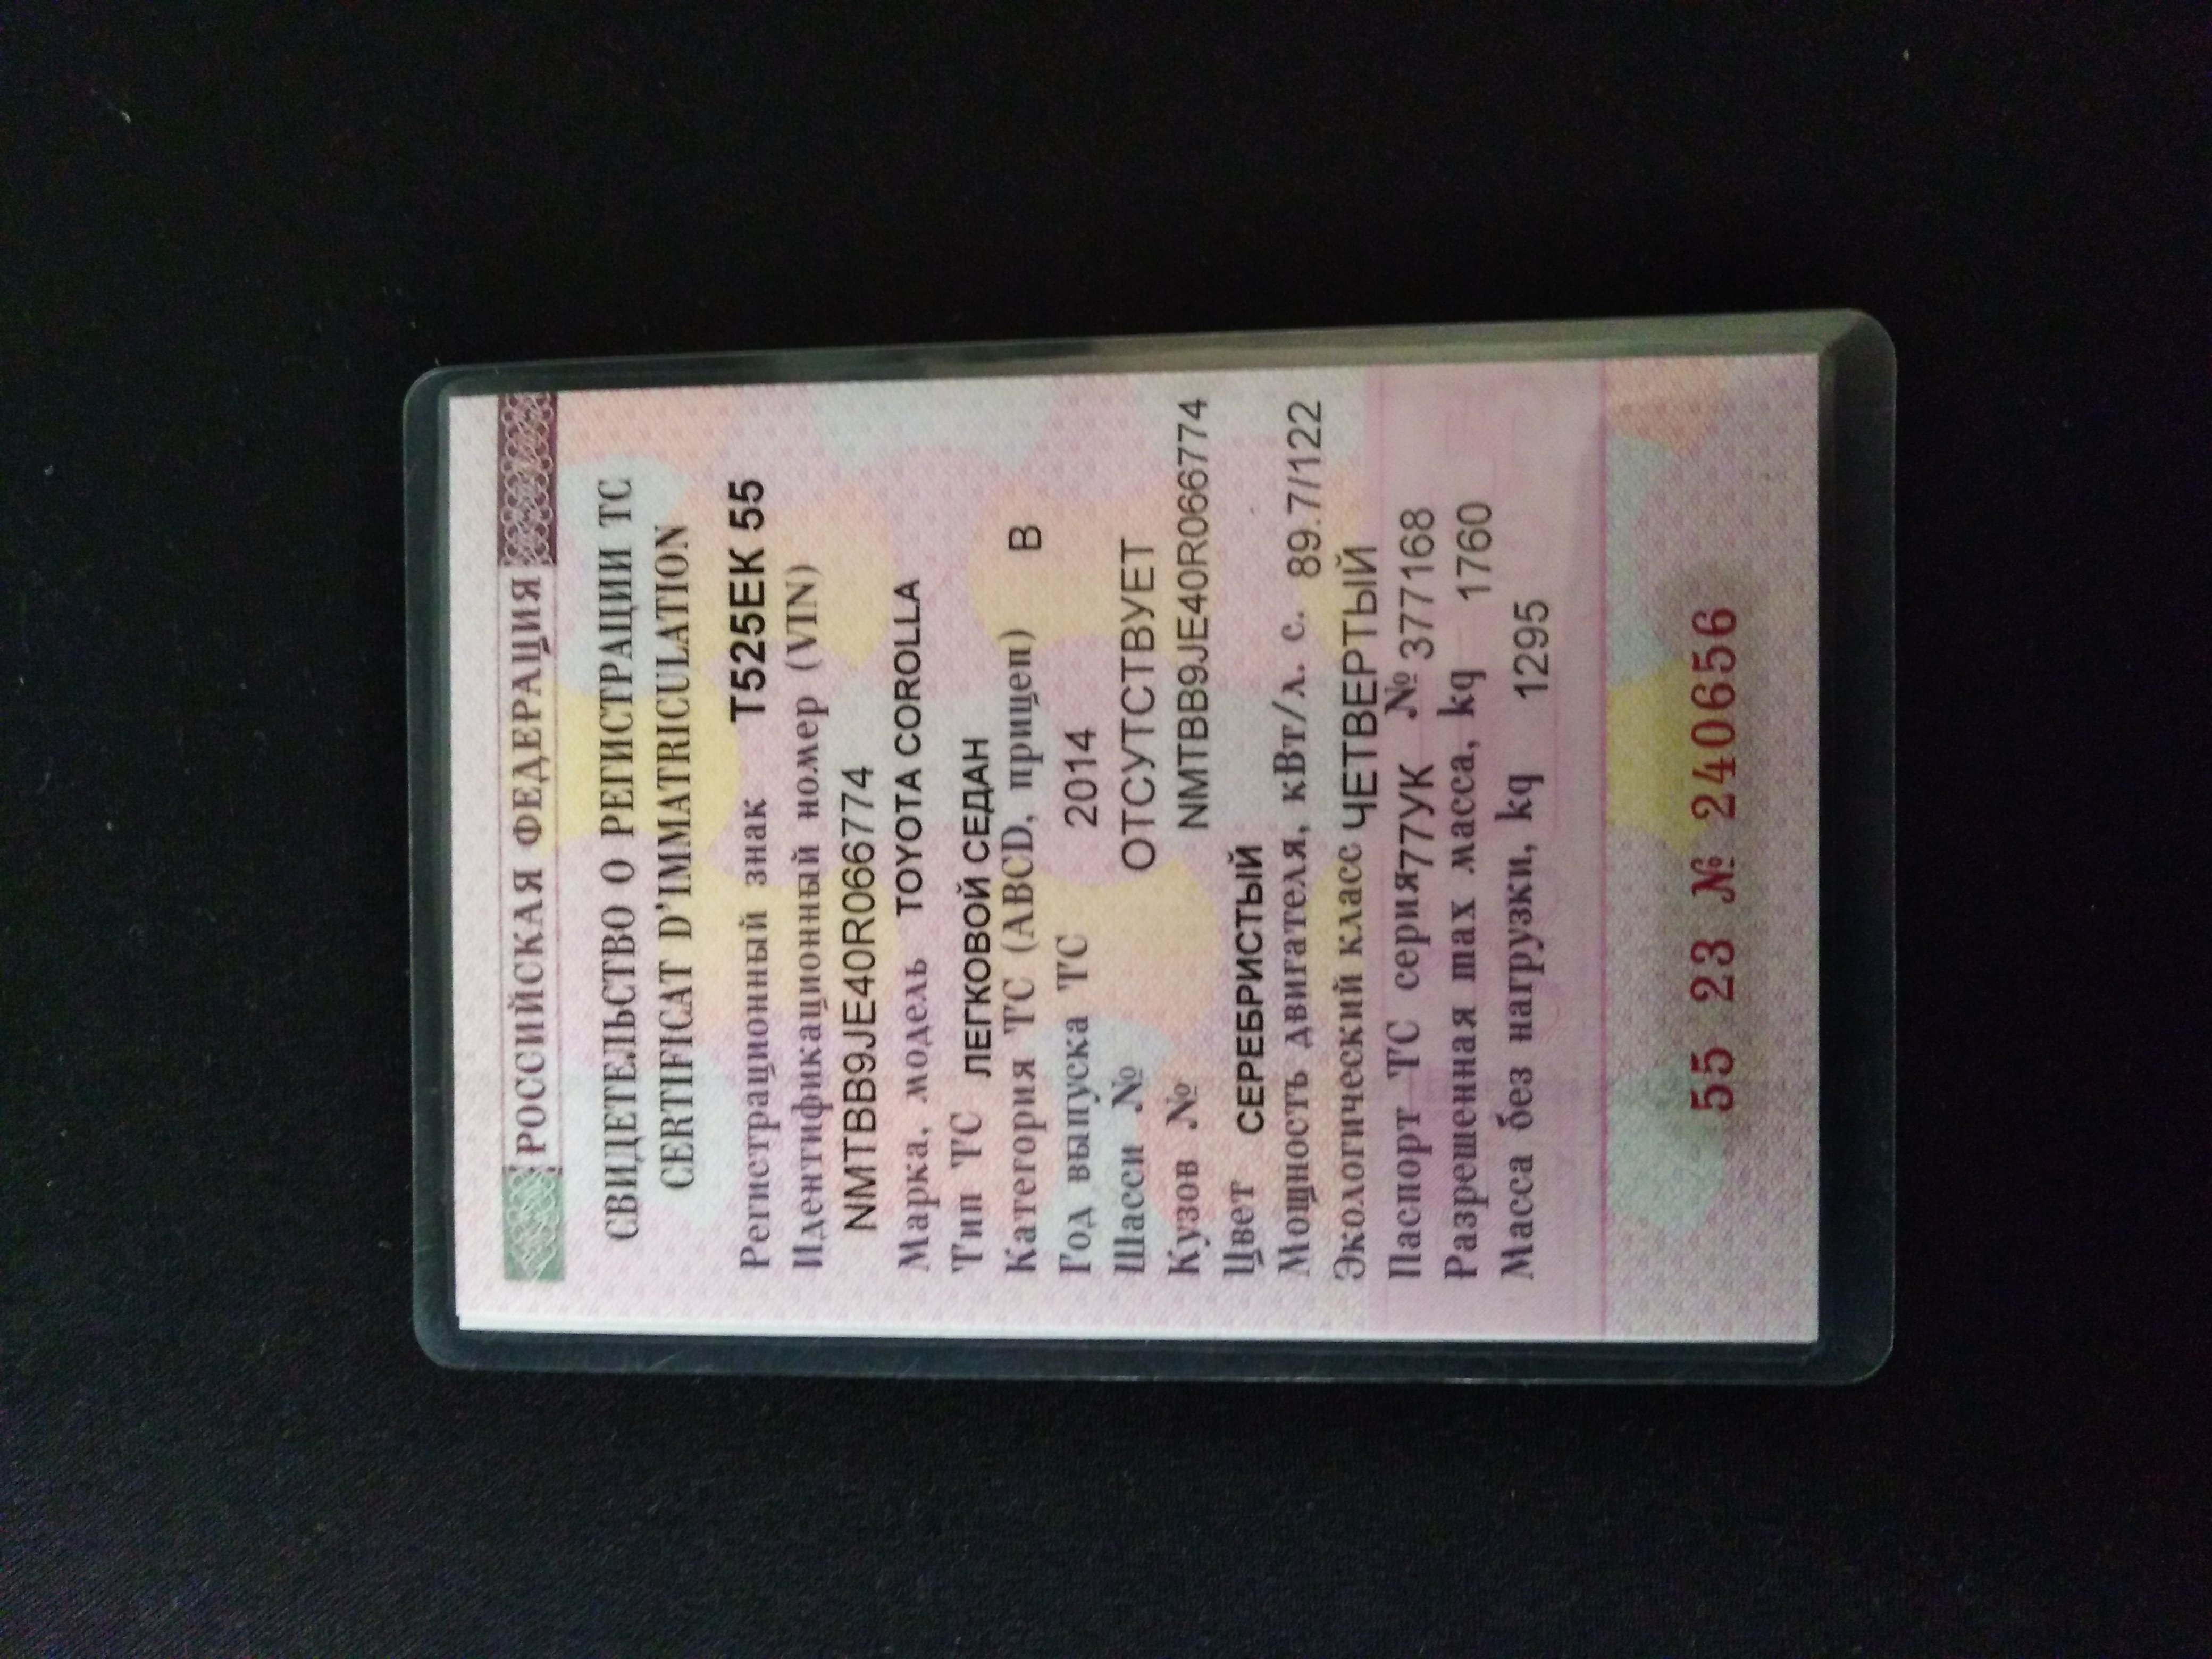 РОССИЙСКАЯ ФЕДЕРАЦИЯ
СВИДЕТЕЛЬСТВО О РЕГИСТРАЦИИ ТС
CERTIFICAT D'IMMATRICULATION
Регистрационный знак Т525ЕК 55
Идентификационный номер (VIN)
NMTBB9JE40R066774
Марка, модель TOYOTA COROLLA
Тип ТС ЛЕГКОВОЙ СЕДАН
Категория ТС (ABCD, прицеп) B
Год выпуска ТС 2014
Шасси № ОТСУТСТВУЕТ
Кузов № NMTBB9JE40R066774
Цвет СЕРЕБРИСТЫЙ
Мощность двигателя, кВт/л. с. 89.7/122
Экологический класс ЧЕТВЕРТЫЙ
Паспорт ТС серия 77УК № 377168
Разрешенная max масса, kq 1760
Масса без нагрузки, kq 1295
55 23 № 240656